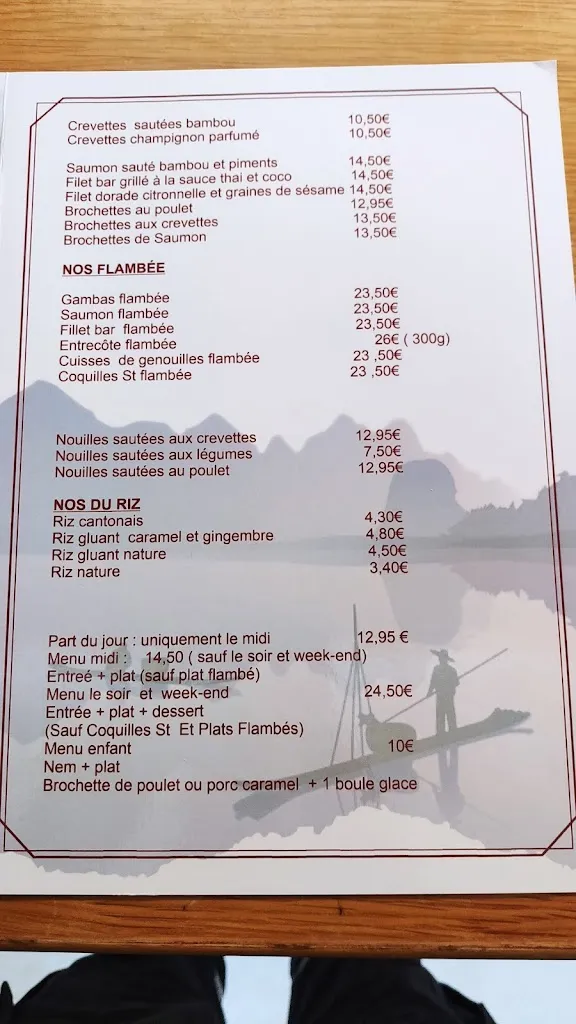 Crevettes sautées bambou 10,50€
Crevettes champignon parfumé 10,50€
Saumon sauté bambou et piments 14,50€
Filet bar grillé à la sauce thai et coco 14,50€
Filet dorade citronnelle et graines de sésame 14,50€
Brochettes au poulet 12,95€
Brochettes aux crevettes 13,50€
Brochettes de Saumon 13,50€
NOS FLAMBÉE
Gambas flambée 23,50€
Saumon flambée 23,50€
Fillet bar flambée 23,50€
Entrecôte flambée 26€ ( 300g)
Cuisses de genouilles flambée 23 ,50€
Coquilles St flambée 23 ,50€
Nouilles sautées aux crevettes 12,95€
Nouilles sautées aux légumes 7,50€
Nouilles sautées au poulet 12,95€
NOS DU RIZ
Riz cantonais 4,30€
Riz gluant caramel et gingembre 4,80€
Riz gluant nature 4,50€
Riz nature 3,40€
Part du jour : uniquement le midi 12,95 €
Menu midi : 14,50 ( sauf le soir et week-end)
Entreé + plat (sauf plat flambé)
Menu le soir et week-end 24,50€
Entrée + plat + dessert
(Sauf Coquilles St Et Plats Flambés)
Menu enfant 10€
Nem + plat
Brochette de poulet ou porc caramel + 1 boule glace